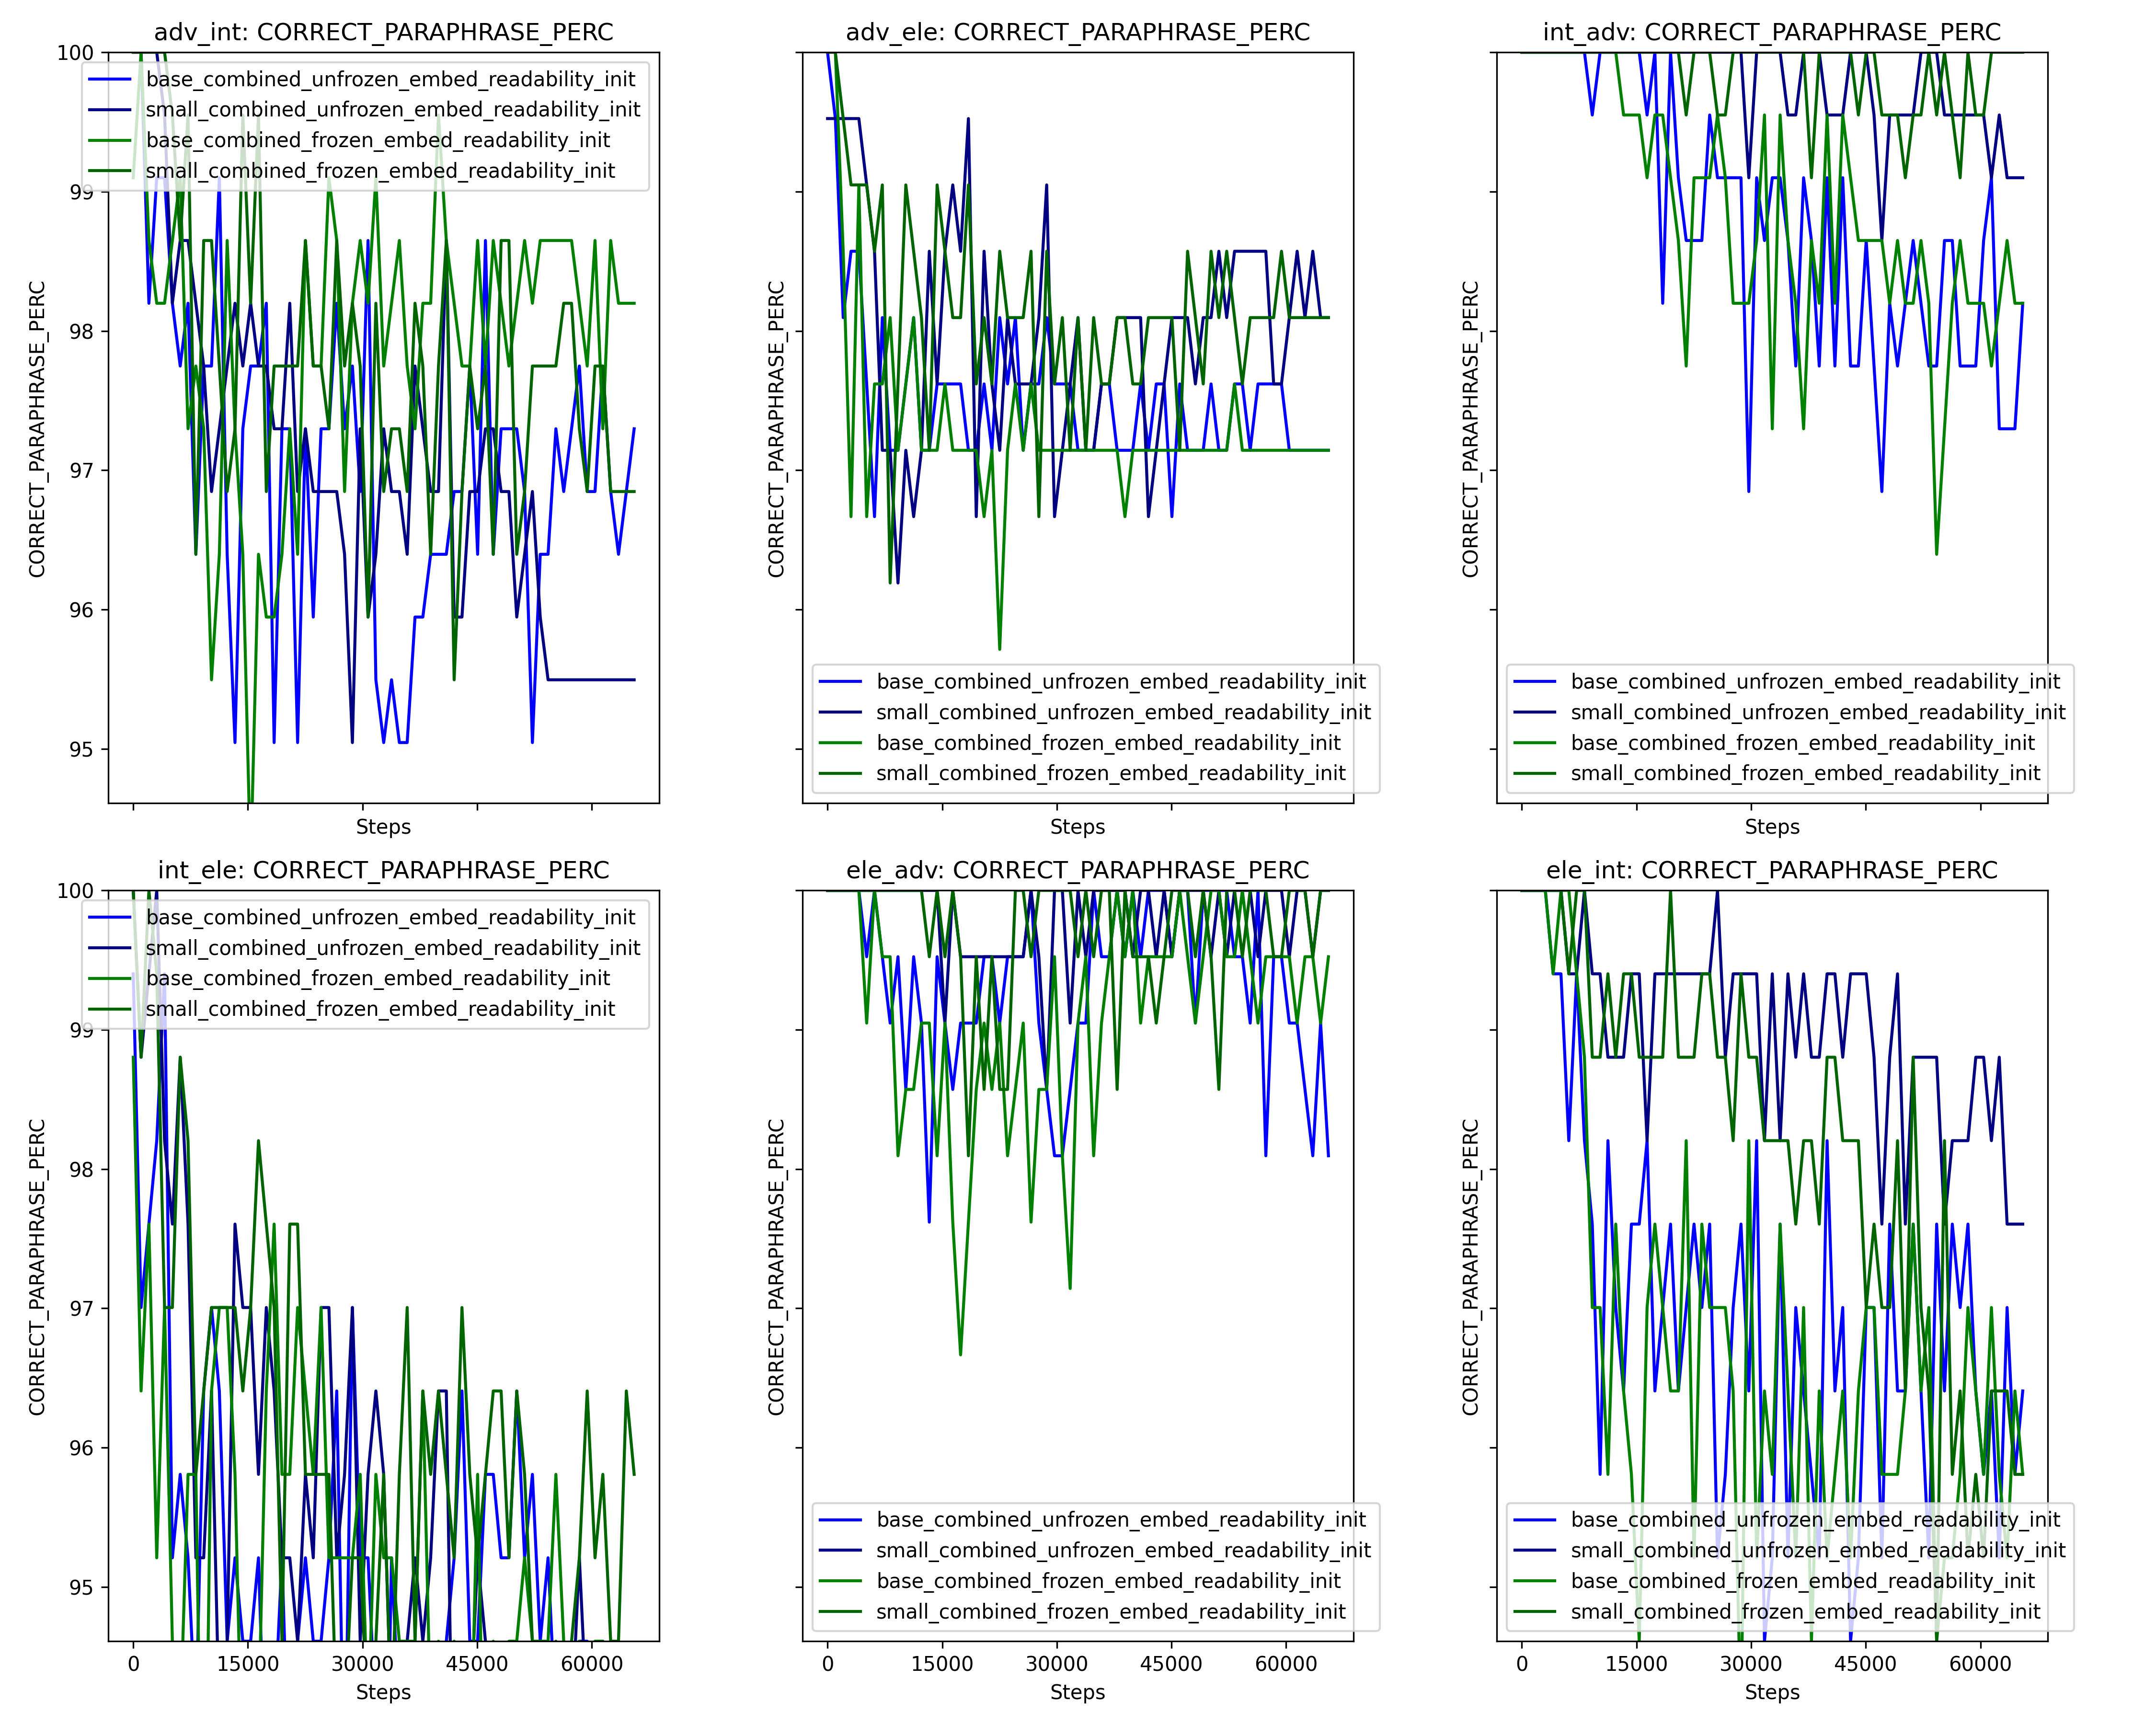 adv_int: CORRECT_PARAPHRASE_PERC
CORRECT_PARAPHRASE_PERC
100
99
98
97
96
95
base_combined_unfrozen_embed_readability_init
small_combined_unfrozen_embed_readability_init
base_combined_frozen_embed_readability_init
small_combined_frozen_embed_readability_init
Steps
adv_ele: CORRECT_PARAPHRASE_PERC
CORRECT_PARAPHRASE_PERC
base_combined_unfrozen_embed_readability_init
small_combined_unfrozen_embed_readability_init
base_combined_frozen_embed_readability_init
small_combined_frozen_embed_readability_init
Steps
int_adv: CORRECT_PARAPHRASE_PERC
CORRECT_PARAPHRASE_PERC
base_combined_unfrozen_embed_readability_init
small_combined_unfrozen_embed_readability_init
base_combined_frozen_embed_readability_init
small_combined_frozen_embed_readability_init
Steps
int_ele: CORRECT_PARAPHRASE_PERC
CORRECT_PARAPHRASE_PERC
100
99
98
97
96
95
base_combined_unfrozen_embed_readability_init
small_combined_unfrozen_embed_readability_init
base_combined_frozen_embed_readability_init
small_combined_frozen_embed_readability_init
0 15000 30000 45000 60000
Steps
ele_adv: CORRECT_PARAPHRASE_PERC
CORRECT_PARAPHRASE_PERC
base_combined_unfrozen_embed_readability_init
small_combined_unfrozen_embed_readability_init
base_combined_frozen_embed_readability_init
small_combined_frozen_embed_readability_init
0 15000 30000 45000 60000
Steps
ele_int: CORRECT_PARAPHRASE_PERC
CORRECT_PARAPHRASE_PERC
base_combined_unfrozen_embed_readability_init
small_combined_unfrozen_embed_readability_init
base_combined_frozen_embed_readability_init
small_combined_frozen_embed_readability_init
0 15000 30000 45000 60000
Steps